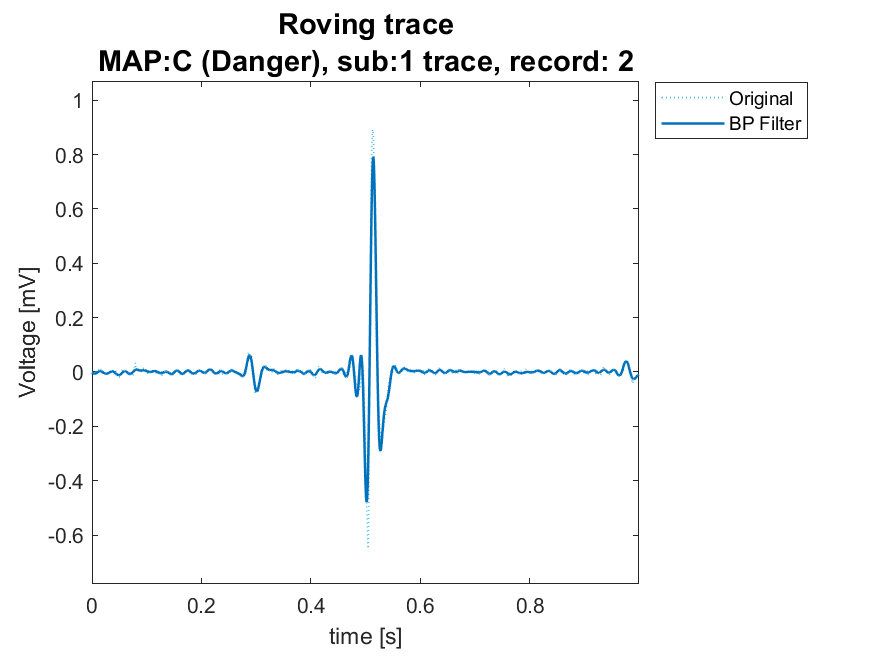 Roving trace
MAP:C (Danger), sub:1 trace, record: 2
Original
BP Filter
Voltage [mV]
1
0.8
0.6
0.4
0.2
0
-0.2
-0.4
-0.6
0
0.2
0.4
0.6
0.8
time [s]